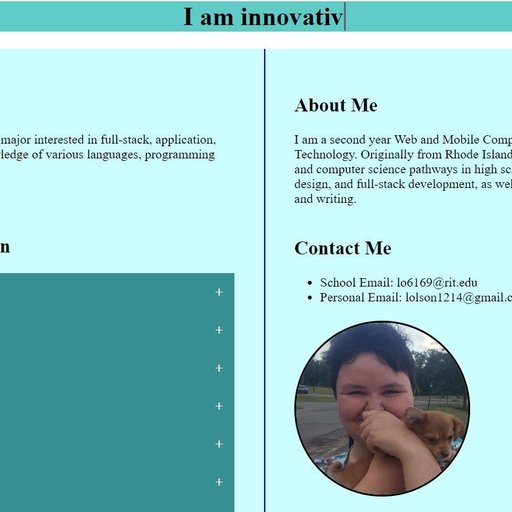 I am innovativ
major interested in full-stack, application,
ledge of various languages, programming
n
+
+
+
+
+
+
About Me
I am a second year Web and Mobile Comp
Technology. Originally from Rhode Island
and computer science pathways in high sc
design, and full-stack development, as wel
and writing.
Contact Me
School Email: lo6169@rit.edu
Personal Email: lolson1214@gmail.c